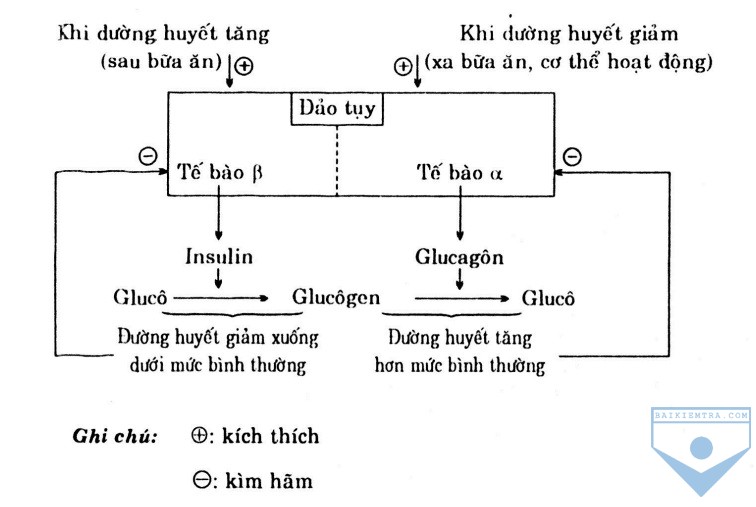 Khi đường huyết tăng
(sau bữa ăn)
Khi đường huyết giảm
(xa bữa ăn, cơ thể hoạt động)
Đảo tụy
Tế bào β
Tế bào α
Insulin
Glucagôn
Glucô
Glucôgen
Glucô
Đường huyết giảm xuống
dưới mức bình thường
Đường huyết tăng
hơn mức bình thường
Ghi chú: ⊕: kích thích
⊖: kìm hãm
BAIKIEMTRA.COM